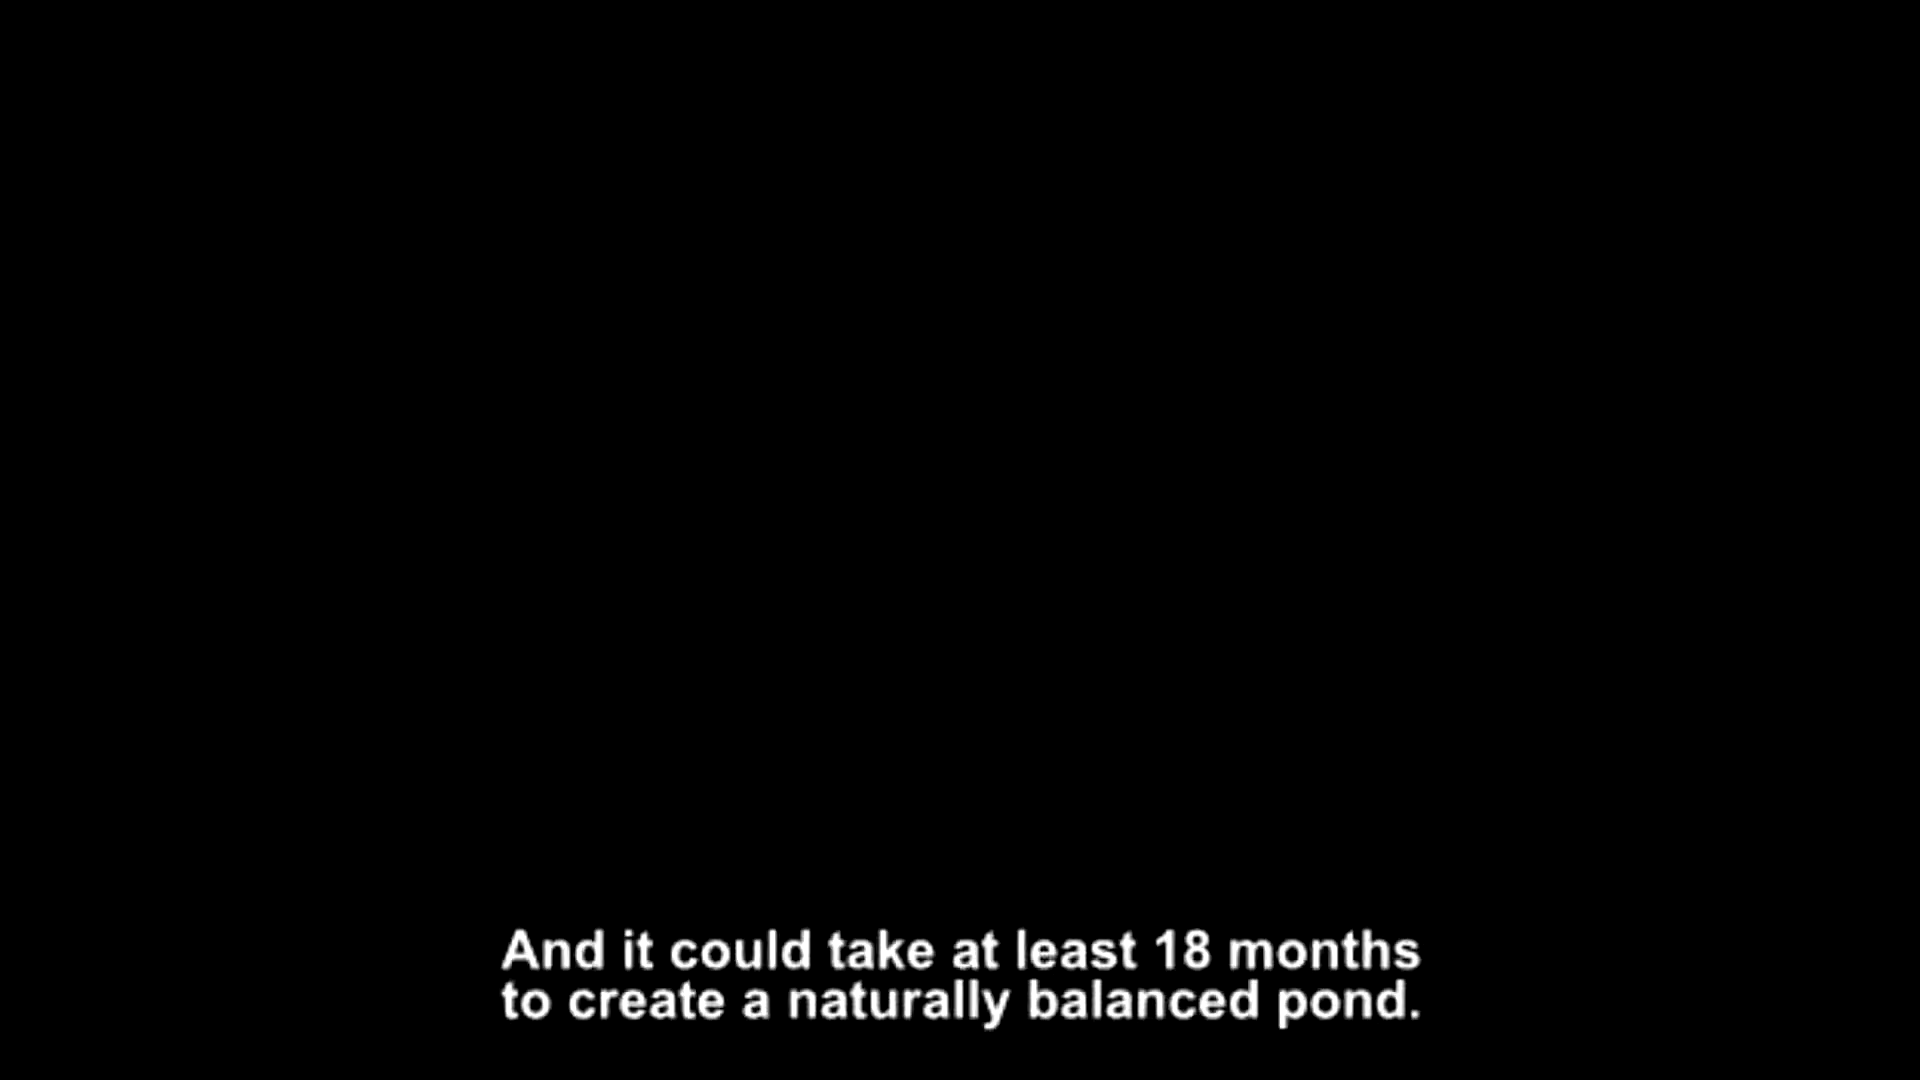 And it could take at least 18 months
to create a naturally balanced pond.